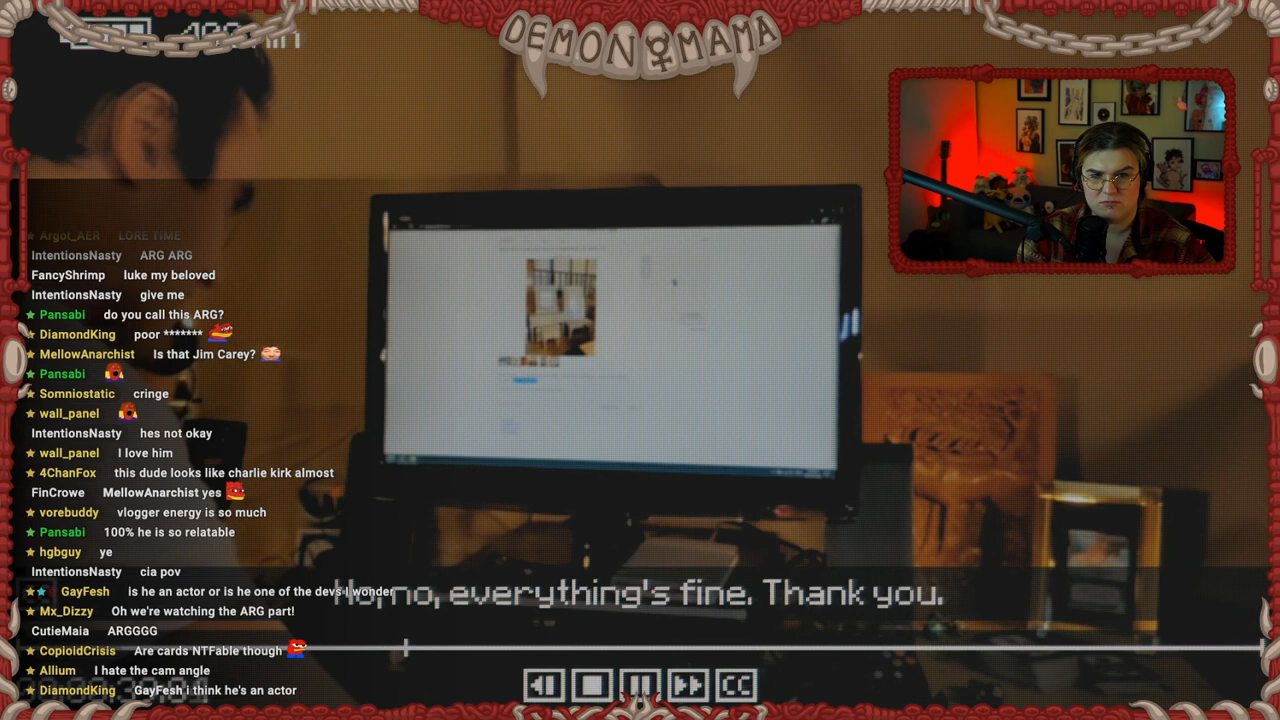 DEMON MAMA
Argot_AER LORE TIME
IntentionsNasty ARG ARG
FancyShrimp luke my beloved
IntentionsNasty give me
Pansabi do you call this ARG?
DiamondKing poor *******
MellowAnarchist Is that Jim Carey?
Pansabi
Somniostatic cringe
wall_panel
IntentionsNasty hes not okay
wall_panel I love him
4ChanFox this dude looks like charlie kirk almost
FinCrowe MellowAnarchist yes
vorebuddy vlogger energy is so much
Pansabi 100% he is so relatable
hgbguy ye
IntentionsNasty cia pov
GayFesh is he an actor or is he one of the devs I wonder
No, no, everything's fine. Thank you.
Mx_Dizzy Oh we're watching the ARG part!
CutieMaia ARGGGG
CopioidCrisis Are cards NTFable though
Allium I hate the cam angle
DiamondKing GayFesh i think he's an actor
CC